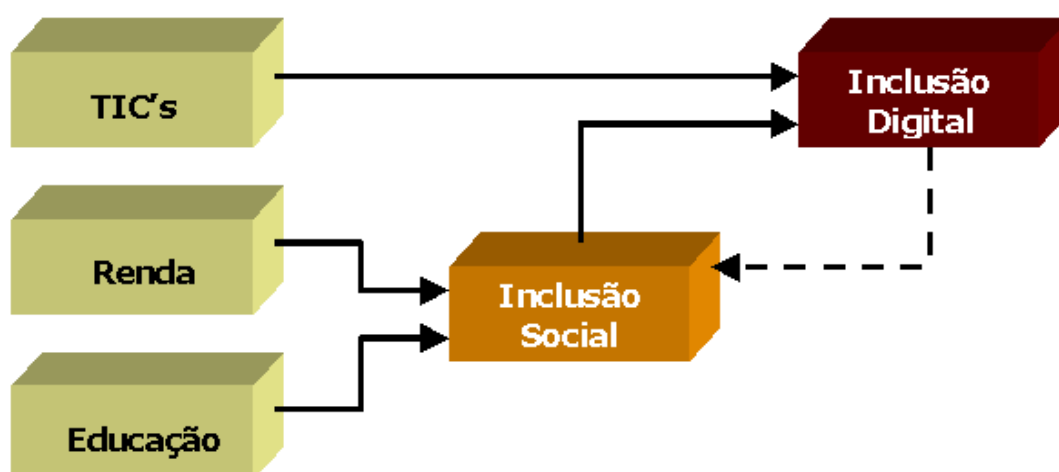 TIC's
Inclusão
Digital
Renda
Inclusão
Social
Educação